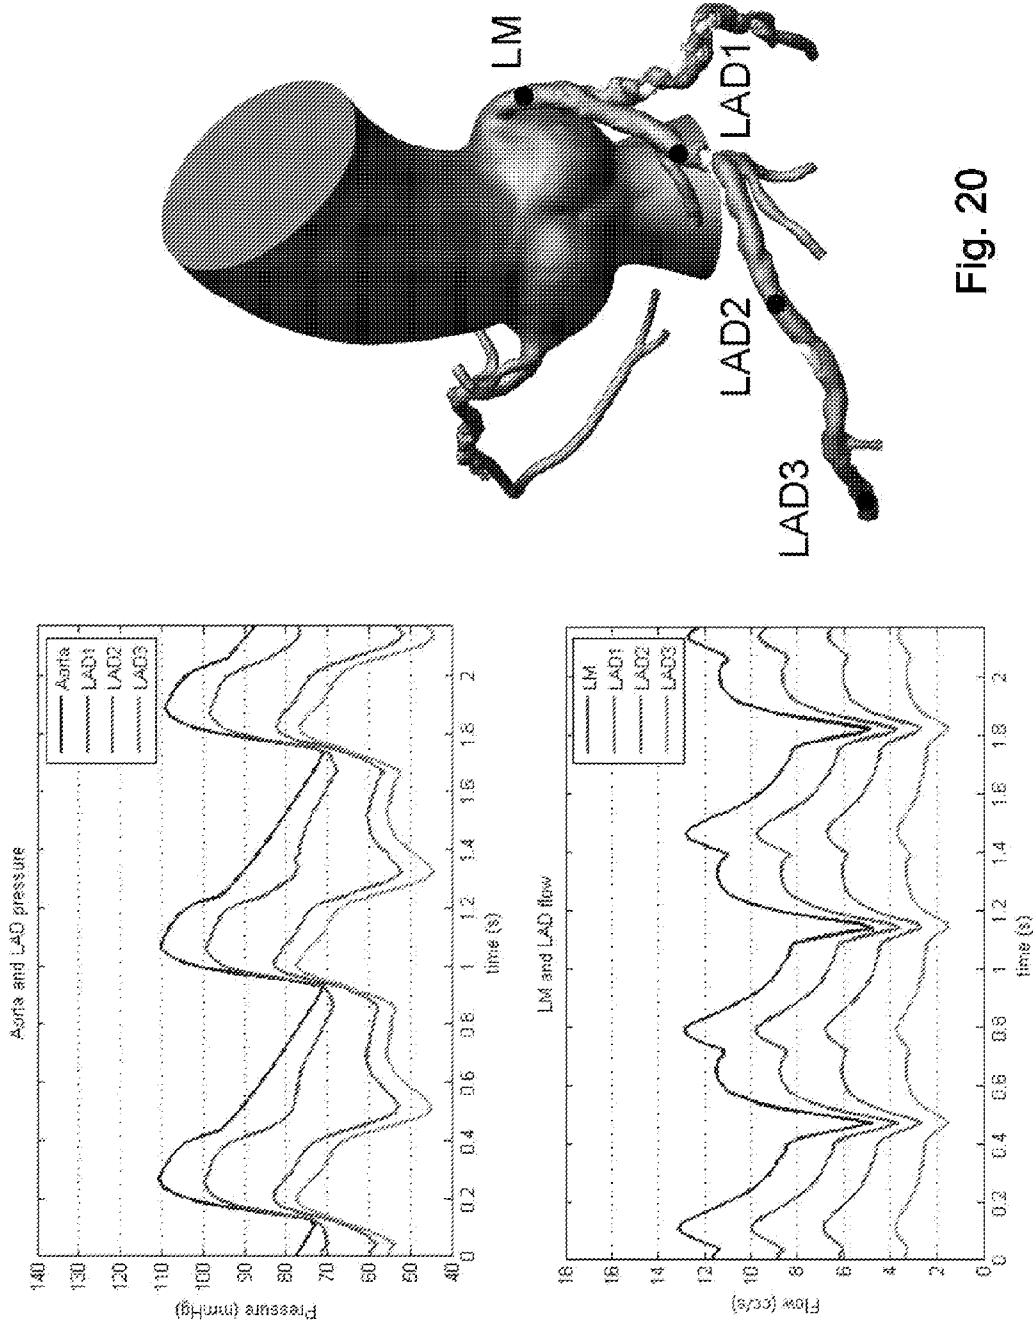 Aorta and LAD pressure
Pressure (mmHg)
140
130
120
110
100
90
80
70
60
50
40
0 0.2 0.4 0.6 0.8 1 1.2 1.4 1.6 1.8 2
time (s)
Aorta
LAD1
LAD2
LAD3
LM and LAD flow
Flow (cc/s)
18
16
14
12
10
8
6
4
2
0
0 0.2 0.4 0.6 0.8 1 1.2 1.4 1.6 1.8 2
time (s)
LM
LAD1
LAD2
LAD3
LM
LAD1
LAD2
LAD3
Fig. 20